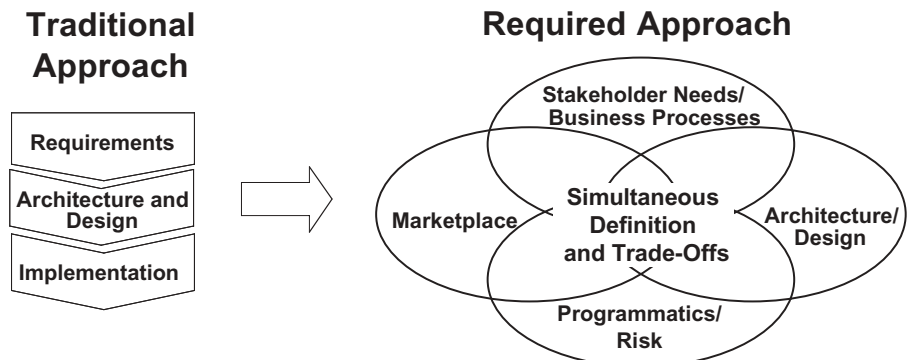 Traditional
Approach
Requirements
Architecture and
Design
Implementation
Required Approach
Stakeholder Needs/
Business Processes
Marketplace
Simultaneous
Definition
and Trade-Offs
Architecture/
Design
Programmatics/
Risk